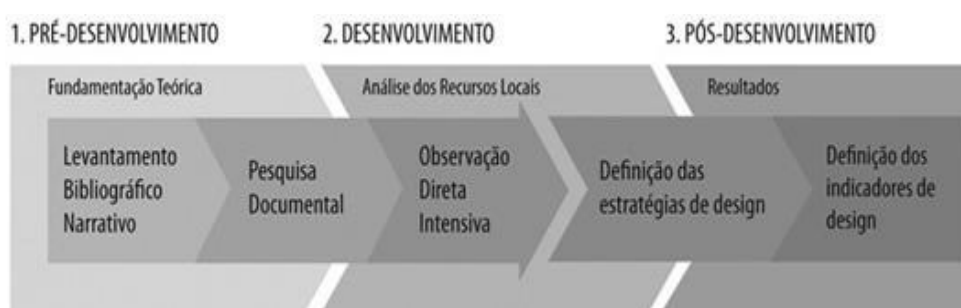 1. PRÉ-DESENVOLVIMENTO
2. DESENVOLVIMENTO
3. PÓS-DESENVOLVIMENTO
Fundamentação Teórica
Análise dos Recursos Locais
Resultados
Levantamento
Bibliográfico
Narrativo
Pesquisa
Documental
Observação
Direta
Intensiva
Definição das
estratégias de design
Definição dos
indicadores de
design